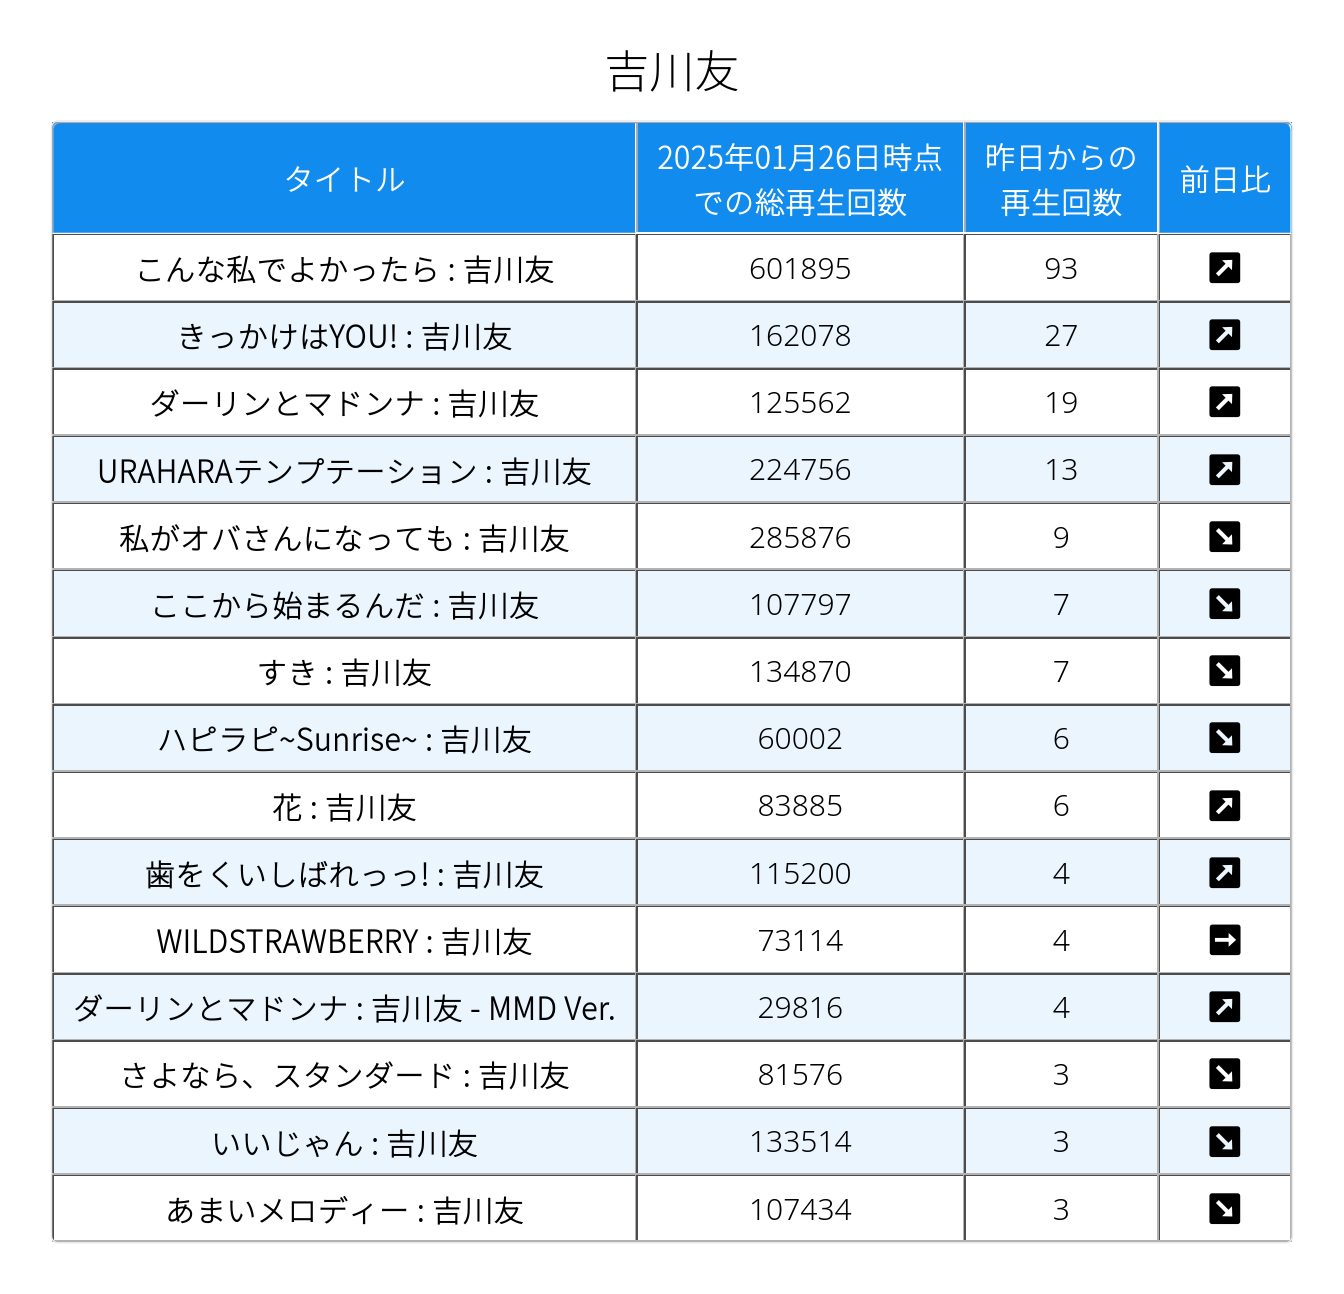 吉川友
タイトル 2025年01月26日時点での総再生回数 昨日からの再生回数 前日比
こんな私でよかったら : 吉川友 601895 93 ↗
きっかけはYOU! : 吉川友 162078 27 ↗
ダーリンとマドンナ : 吉川友 125562 19 ↗
URAHARAテンプテーション : 吉川友 224756 13 ↗
私がオバさんになっても : 吉川友 285876 9 ↘
ここから始まるんだ : 吉川友 107797 7 ↘
すき : 吉川友 134870 7 ↘
ハピラピ~Sunrise~ : 吉川友 60002 6 ↘
花 : 吉川友 83885 6 ↗
歯をくいしばれっっ! : 吉川友 115200 4 ↗
WILDSTRAWBERRY : 吉川友 73114 4 →
ダーリンとマドンナ : 吉川友 - MMD Ver. 29816 4 ↗
さよなら、スタンダード : 吉川友 81576 3 ↘
いいじゃん : 吉川友 133514 3 ↘
あまいメロディー : 吉川友 107434 3 ↘